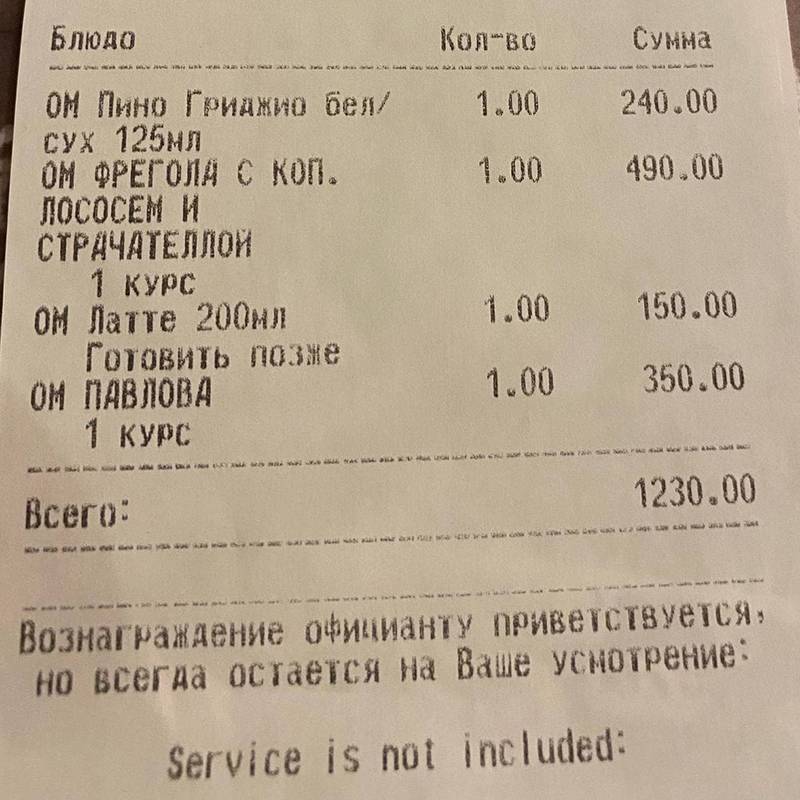 Блюдо Кол-во Сумма
ОМ Пино Гриджио бел/ 1.00 240.00
сух 125мл
ОМ ФРЕГОЛА С КОП. 1.00 490.00
ЛОСОСЕМ И
СТРАЧАТЕЛЛОЙ
1 курс
ОМ Латте 200мл 1.00 150.00
Готовить позже
ОМ ПАВЛОВА 1.00 350.00
1 курс
Всего: 1230.00
Вознаграждение официанту приветствуется,
но всегда остается на Ваше усмотрение:
Service is not included: